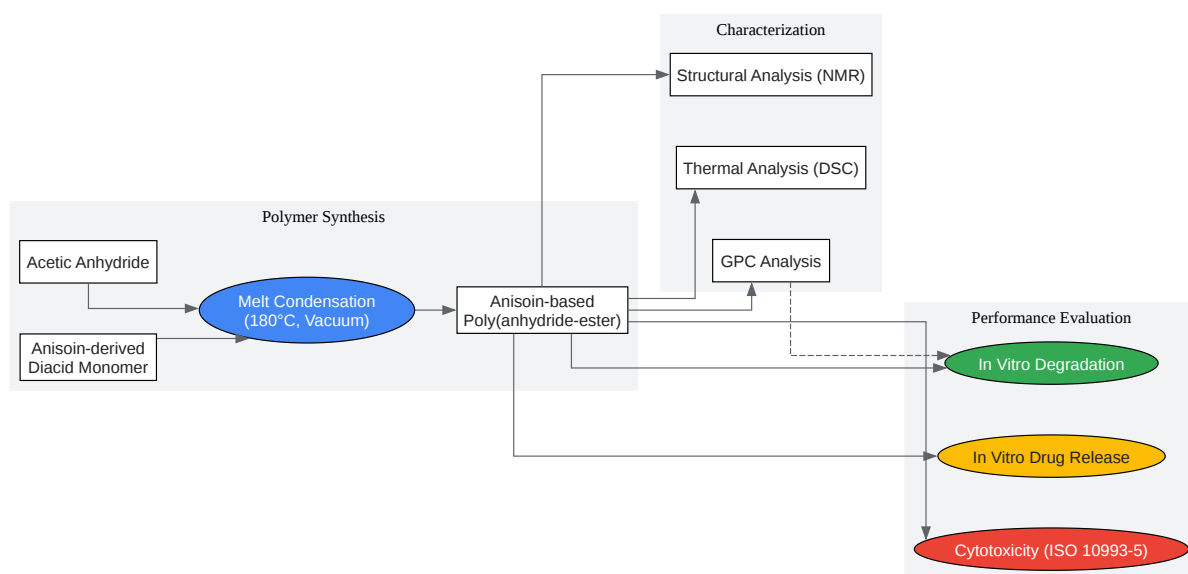 Characterization
Structural Analysis (NMR)
Thermal Analysis (DSC)
GPC Analysis
Polymer Synthesis
Acetic Anhydride
Anisoin-derived
Diacid Monomer
Melt Condensation
(180°C, Vacuum)
Anisoin-based
Poly(anhydride-ester)
Performance Evaluation
In Vitro Degradation
In Vitro Drug Release
Cytotoxicity (ISO 10993-5)